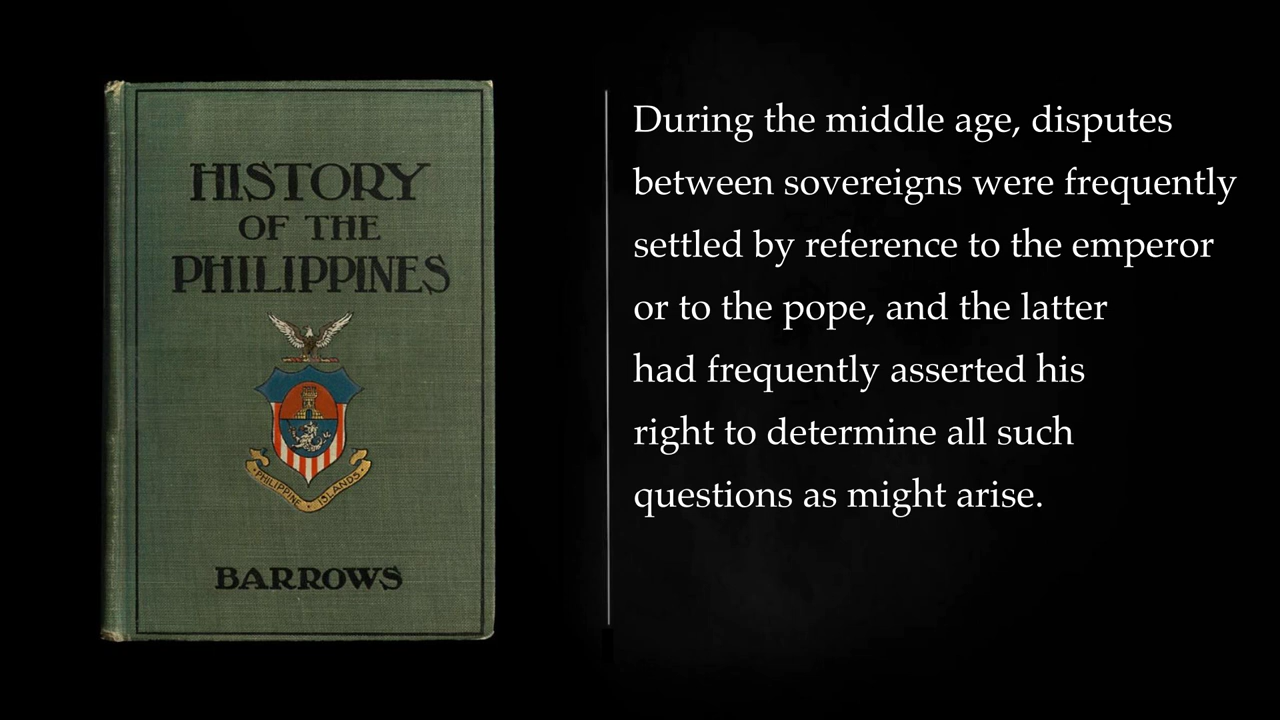 HISTORY
OF THE
PHILIPPINES
PHILIPPINE ISLANDS
BARROWS
During the middle age, disputes
between sovereigns were frequently
settled by reference to the emperor
or to the pope, and the latter
had frequently asserted his
right to determine all such
questions as might arise.